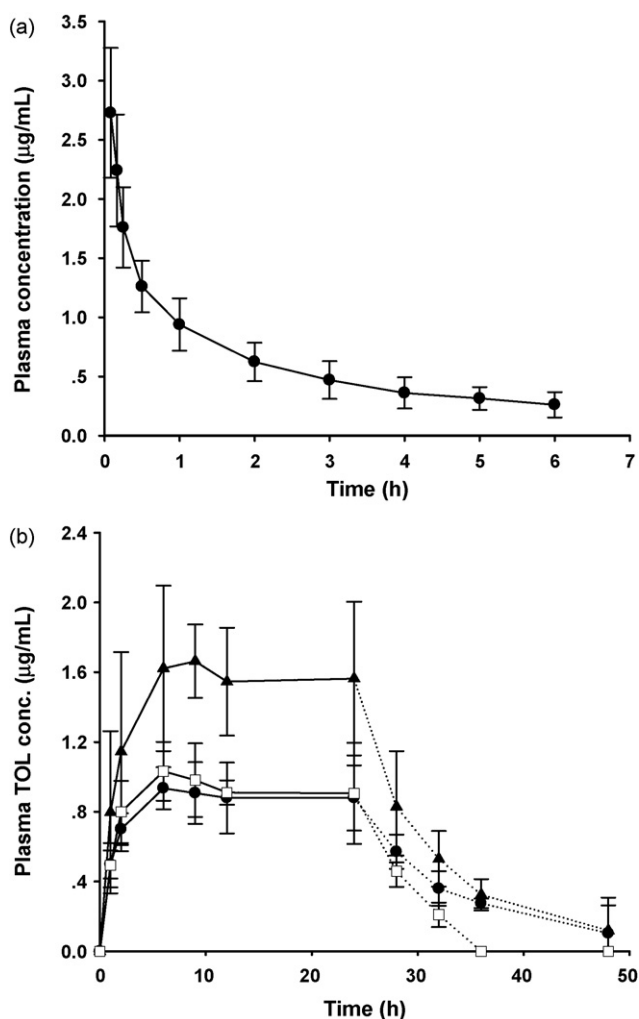 (a)
Plasma concentration (μg/mL)
3.5
3.0
2.5
2.0
1.5
1.0
.5
0.0
0 1 2 3 4 5 6 7
Time (h)
(b)
Plasma TOL conc. (μg/mL)
2.4
2.0
1.6
1.2
.8
.4
0.0
0 10 20 30 40 50
Time (h)